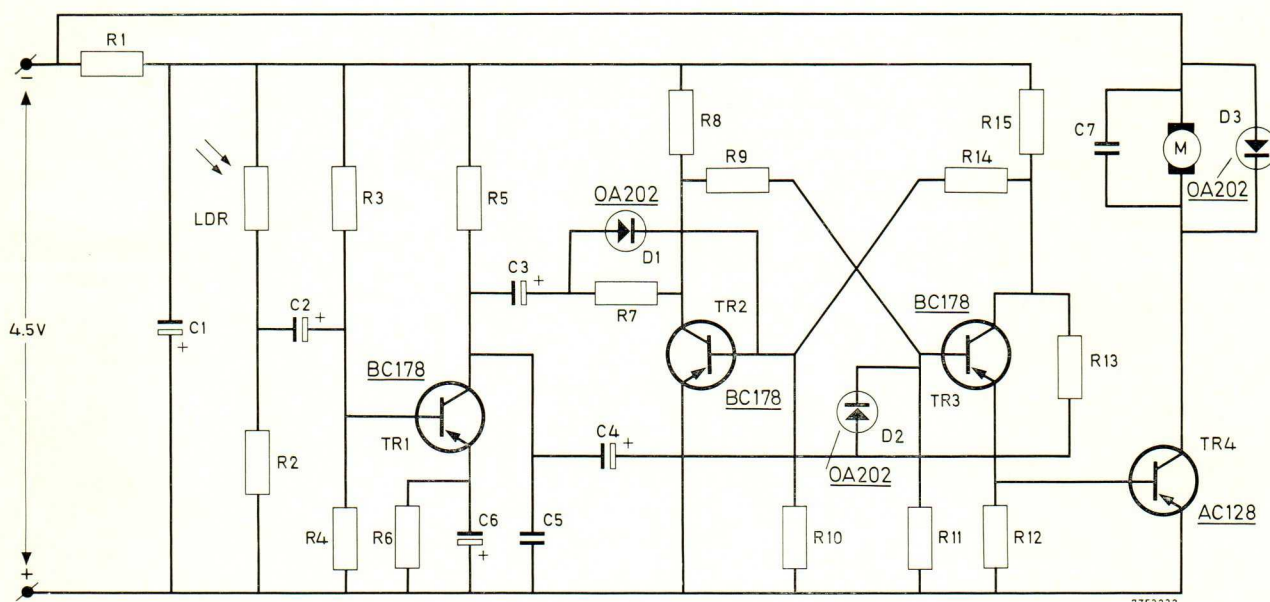 R1
−
4.5V
+
C1
+
LDR
R2
C2
+
R3
R4
BC178
TR1
R5
R6
C6
+
C5
C3
+
OA202
D1
R7
R8
R9
TR2
BC178
C4
+
R10
OA202
D2
R14
R15
BC178
TR3
R11
R12
R13
C7
M
D3
OA202
TR4
AC128